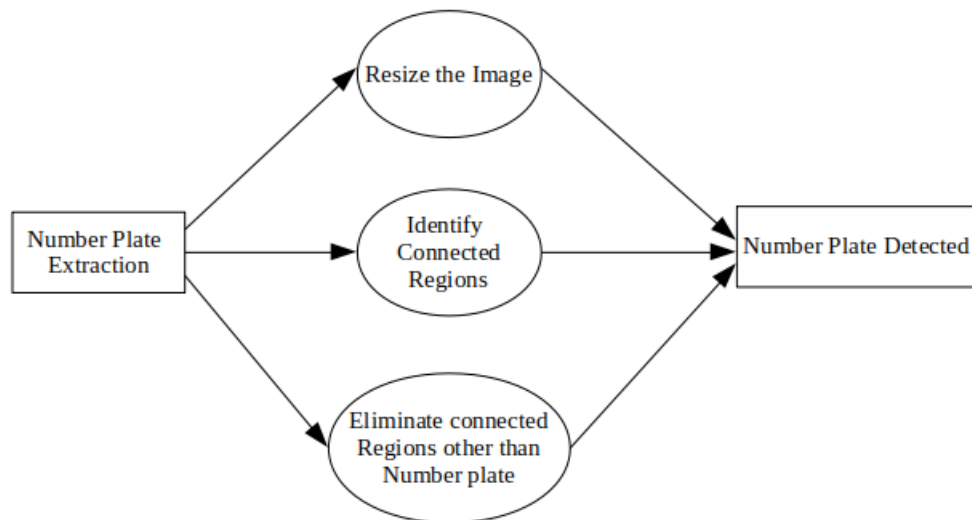 Resize the Image
Number Plate
Extraction
Identify
Connected
Regions
Number Plate Detected
Eliminate connected
Regions other than
Number plate